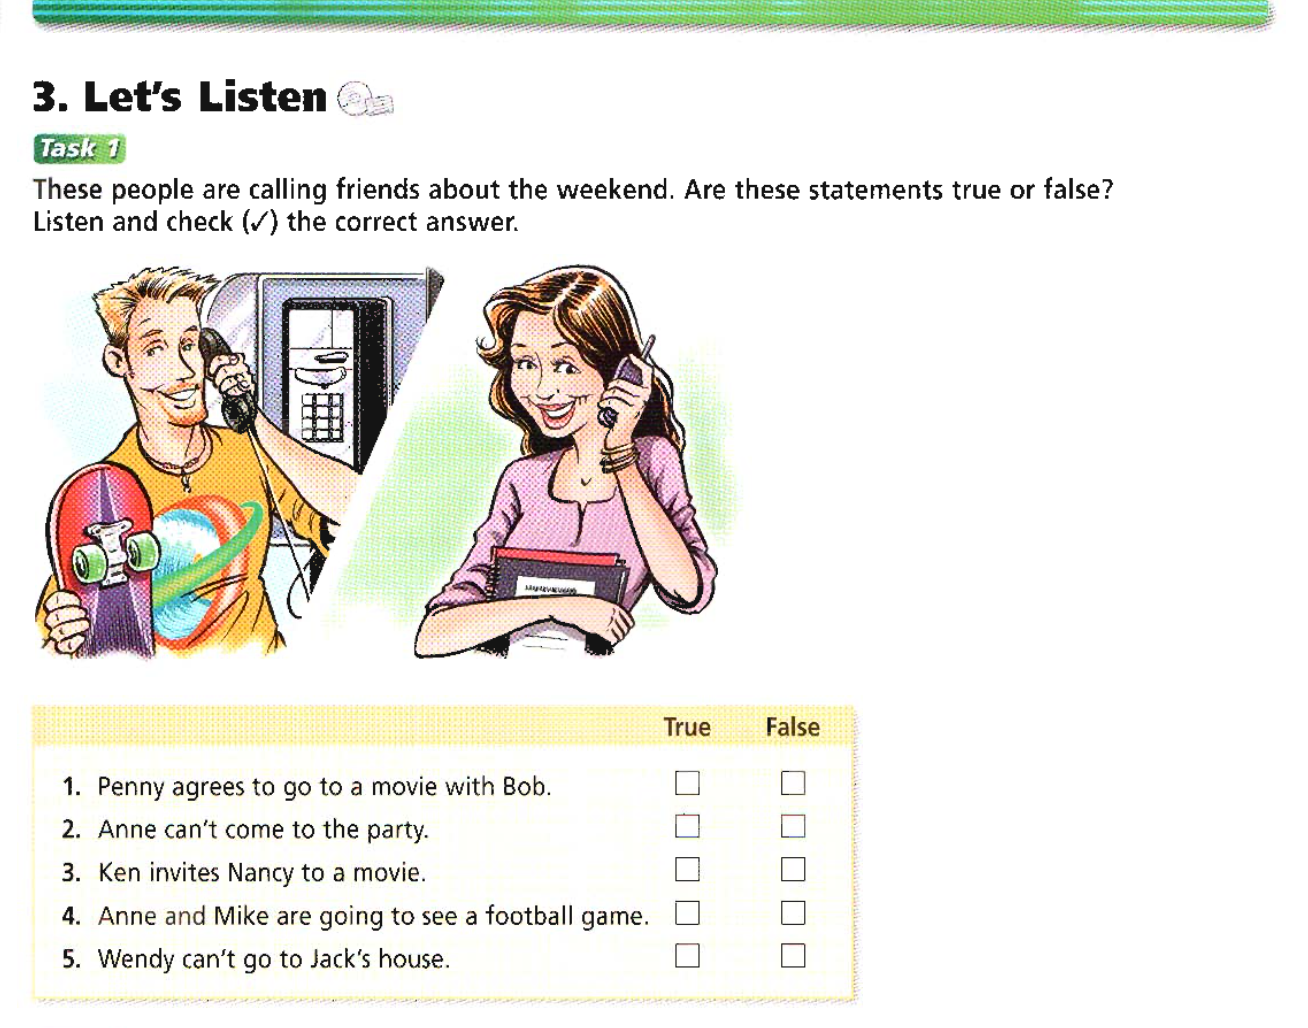 3. Let's Listen
Task 1
These people are calling friends about the weekend. Are these statements true or false?
Listen and check (✓) the correct answer.
True False
1. Penny agrees to go to a movie with Bob.
2. Anne can't come to the party.
3. Ken invites Nancy to a movie.
4. Anne and Mike are going to see a football game.
5. Wendy can't go to Jack's house.